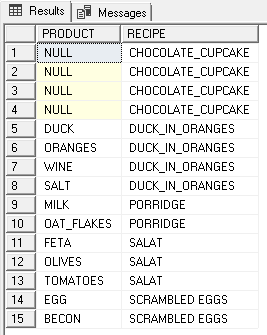 Results Messages
PRODUCT RECIPE
1 NULL CHOCOLATE_CUPCAKE
2 NULL CHOCOLATE_CUPCAKE
3 NULL CHOCOLATE_CUPCAKE
4 NULL CHOCOLATE_CUPCAKE
5 DUCK DUCK_IN_ORANGES
6 ORANGES DUCK_IN_ORANGES
7 WINE DUCK_IN_ORANGES
8 SALT DUCK_IN_ORANGES
9 MILK PORRIDGE
10 OAT_FLAKES PORRIDGE
11 FETA SALAT
12 OLIVES SALAT
13 TOMATOES SALAT
14 EGG SCRAMBLED EGGS
15 BECON SCRAMBLED EGGS